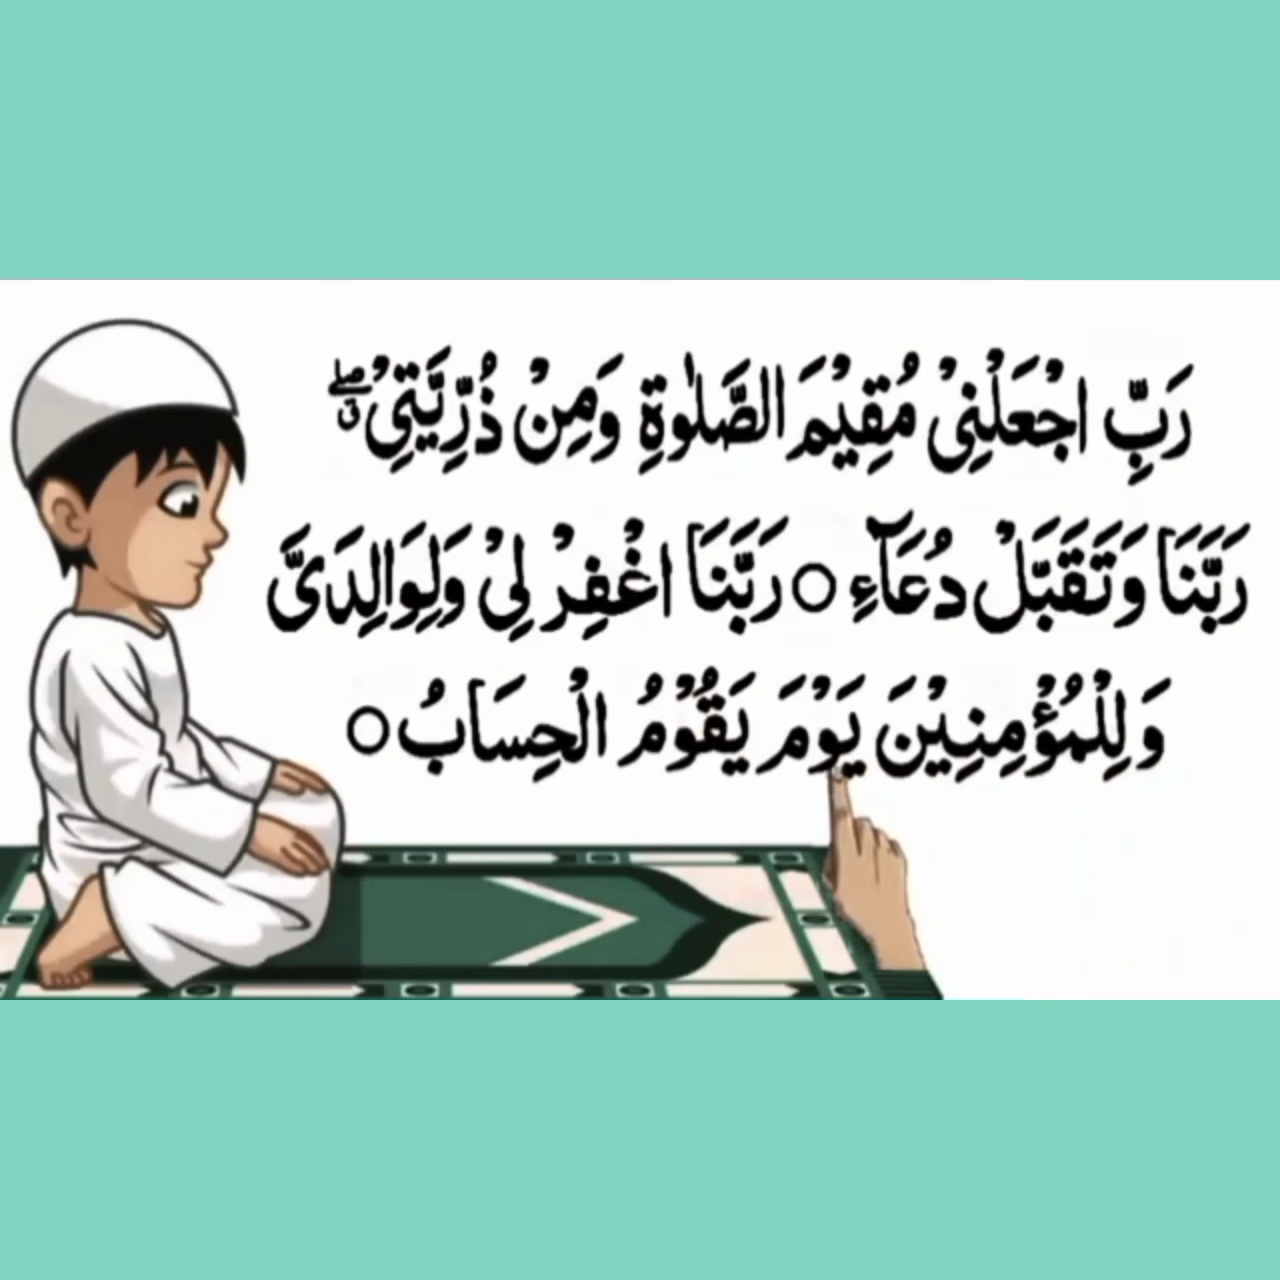 رَبِّ اجْعَلْنِیْ مُقِیْمَ الصَّلٰوةِ وَمِنْ ذُرِّیَّتِیْ ۖق
رَبَّنَا وَتَقَبَّلْ دُعَآءِ ○ رَبَّنَا اغْفِرْ لِیْ وَلِوَالِدَیَّ
وَلِلْمُؤْمِنِیْنَ یَوْمَ یَقُوْمُ الْحِسَابُ ○